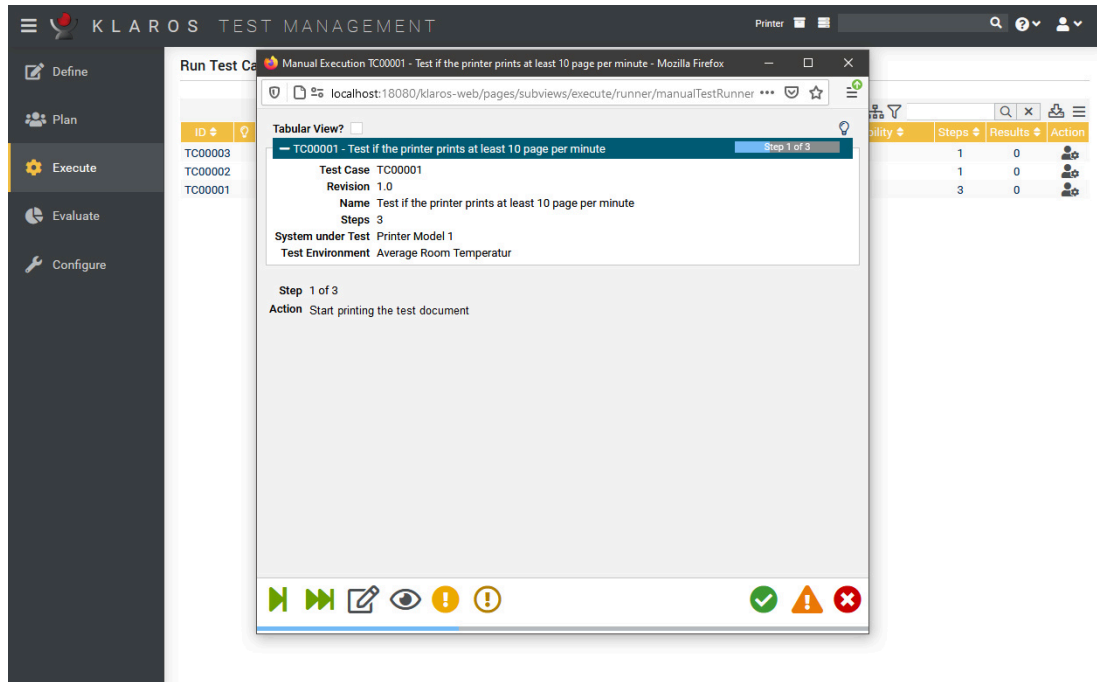 KLAROS TEST MANAGEMENT
Printer
Define
Plan
Execute
Evaluate
Configure
Run Test Ca
Manual Execution TC00001 - Test if the printer prints at least 10 page per minute - Mozilla Firefox
localhost:18080/klaros-web/pages/subviews/execute/runner/manualTestRunner
Tabular View?
TC00001 - Test if the printer prints at least 10 page per minute Step 1 of 3
Test Case TC00001
Revision 1.0
Name Test if the printer prints at least 10 page per minute
Steps 3
System under Test Printer Model 1
Test Environment Average Room Temperatur
Step 1 of 3
Action Start printing the test document
ID bility Steps Results Action
TC00003 1 0
TC00002 1 0
TC00001 3 0